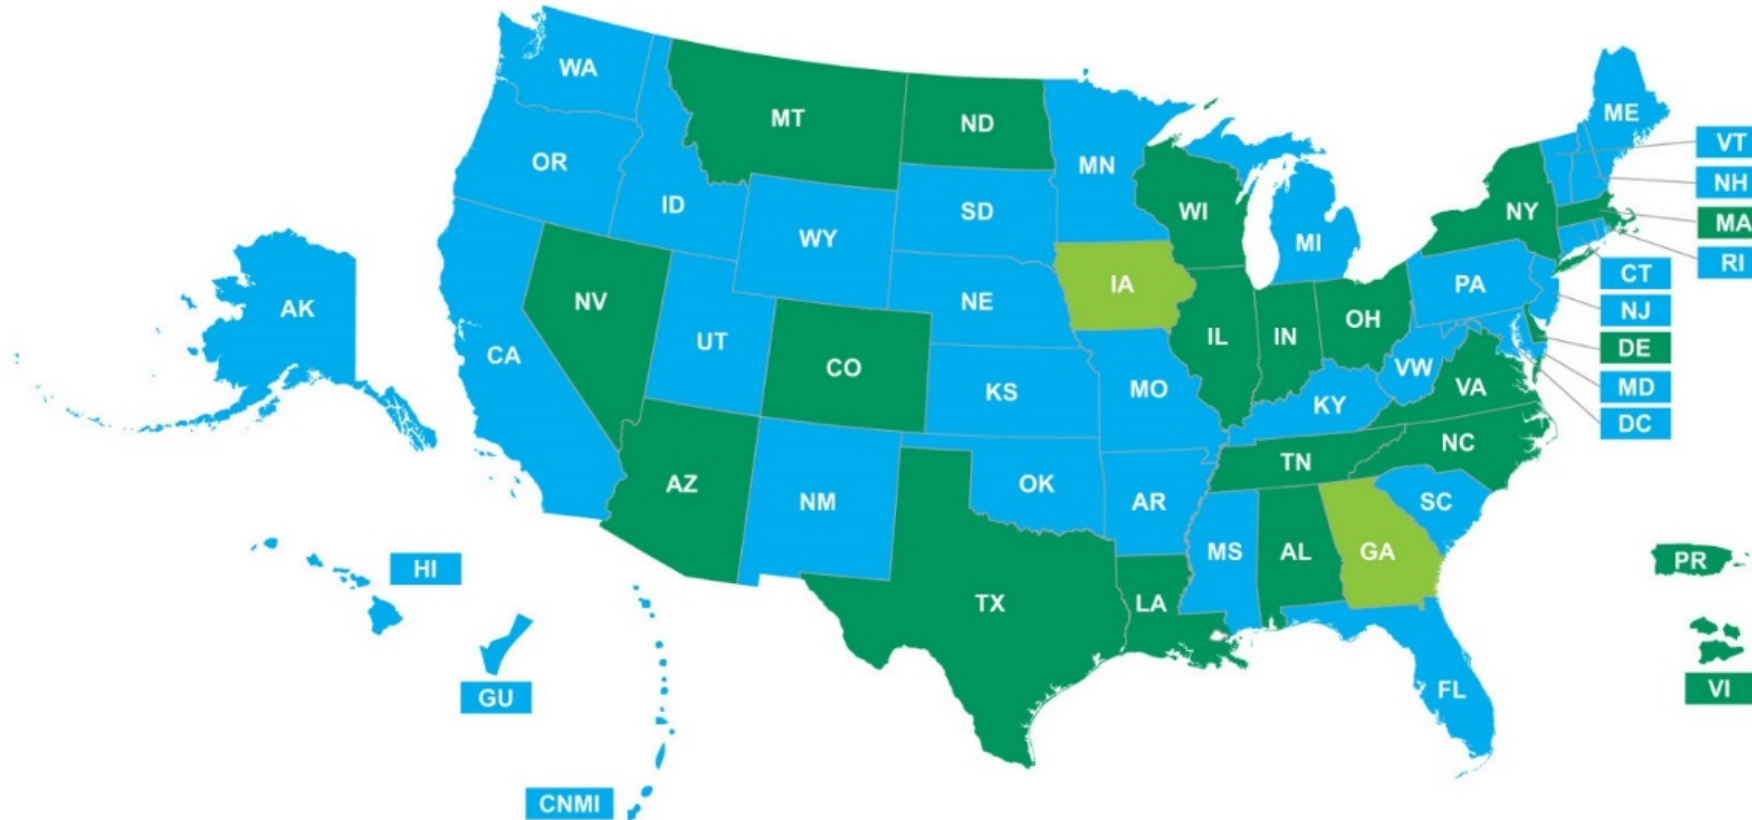 WA
ME
MT
ND
VT
OR
MN
NH
ID
SD
WI
NY
MA
WY
MI
RI
CT
AK
NV
NE
IA
PA
NJ
CA
UT
CO
IL
IN
OH
DE
KS
MO
VW
VA
MD
KY
DC
NC
TN
AZ
NM
OK
AR
SC
MS
AL
GA
PR
HI
TX
LA
GU
FL
VI
CNMI